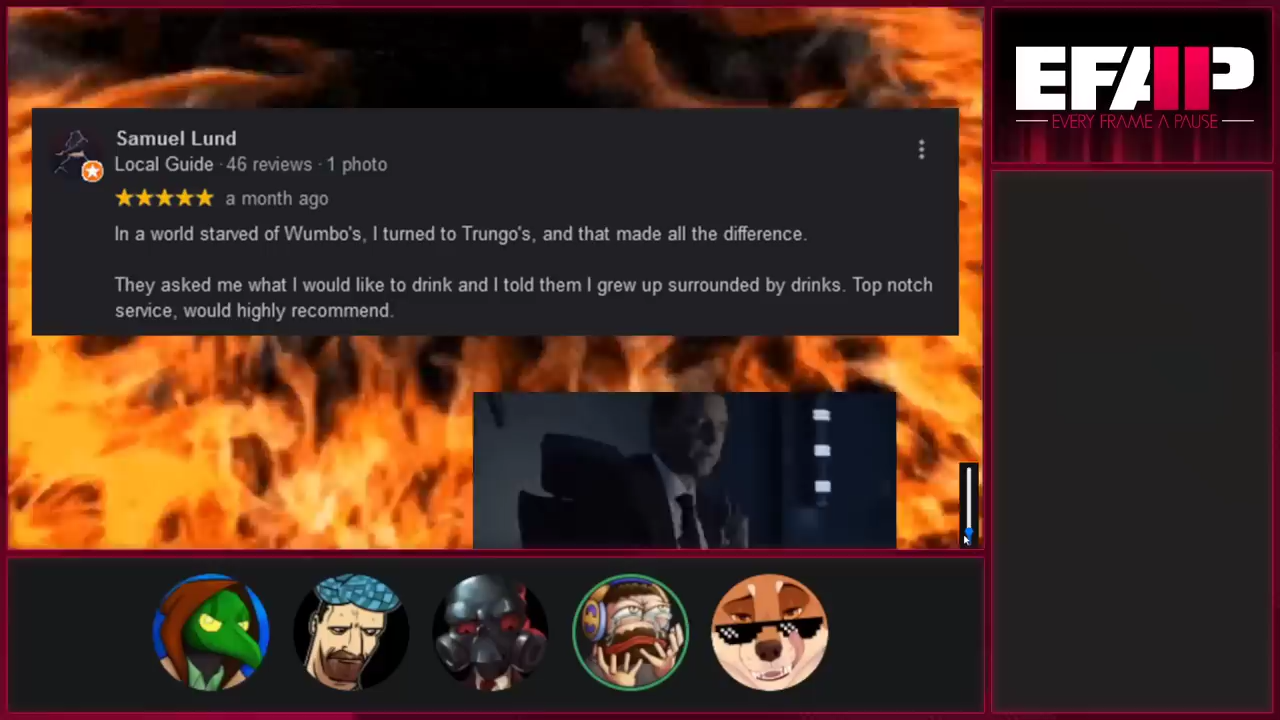 EFAP
EVERY FRAME A PAUSE
Samuel Lund
Local Guide · 46 reviews · 1 photo
a month ago
In a world starved of Wumbo's, I turned to Trungo's, and that made all the difference.
They asked me what I would like to drink and I told them I grew up surrounded by drinks. Top notch
service, would highly recommend.